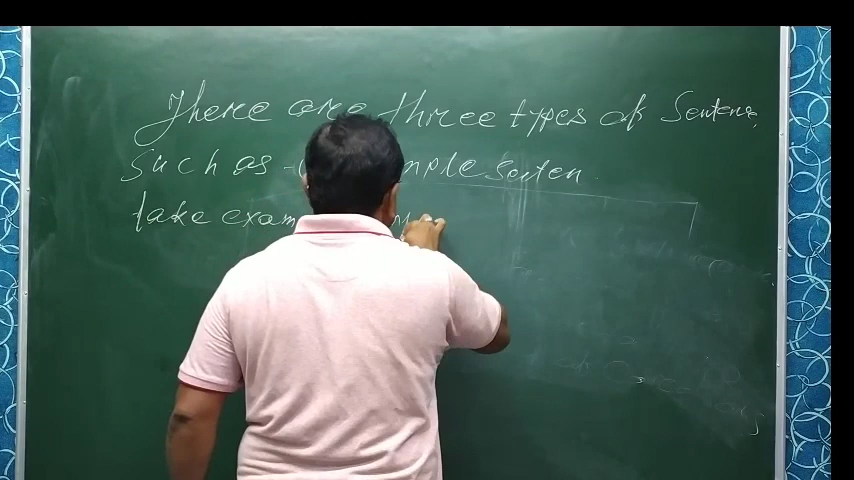 There are three types of Sentens,
Such as - mple Senten
take exam